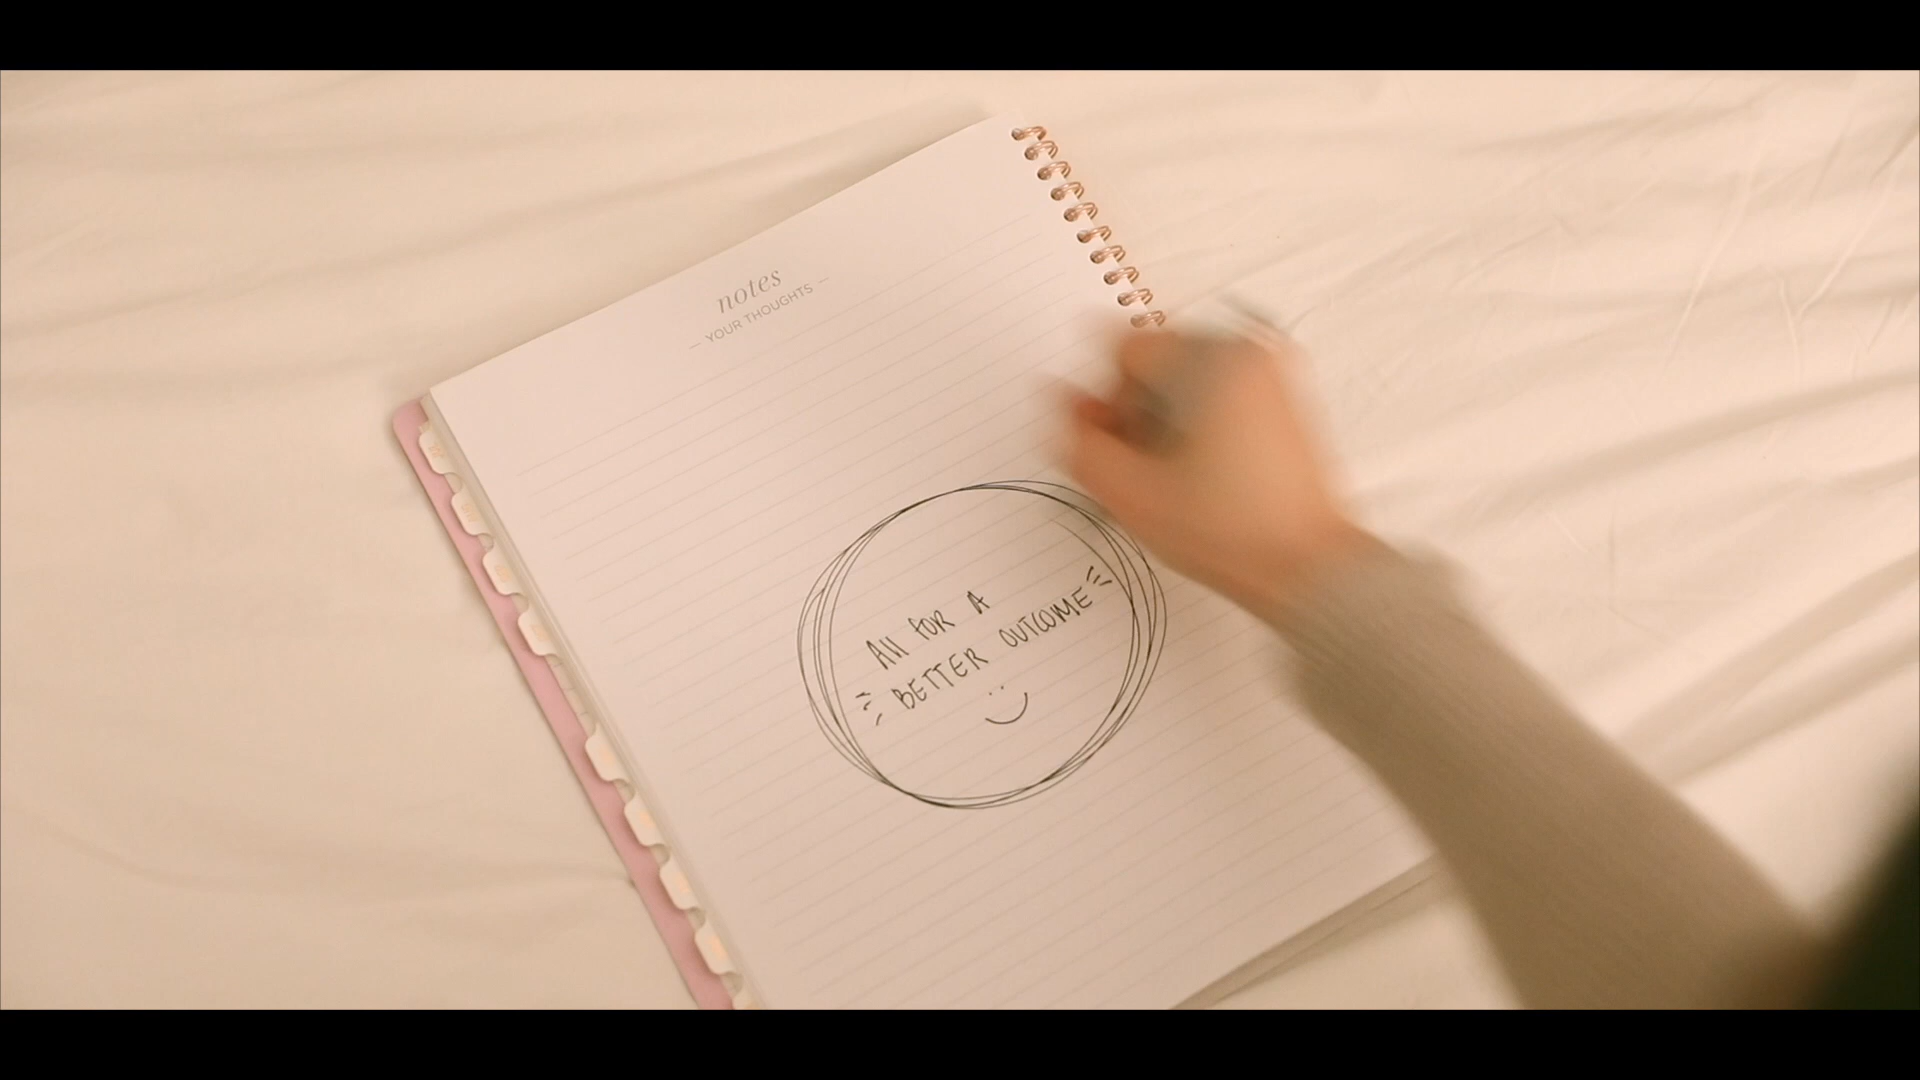 notes
— YOUR THOUGHTS —
All FOR A
BETTER OUTCOME